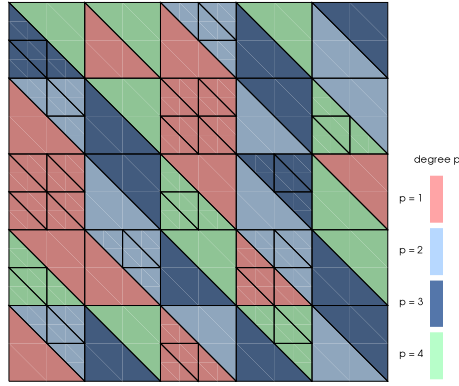 degree p
p = 1
p = 2
p = 3
p = 4